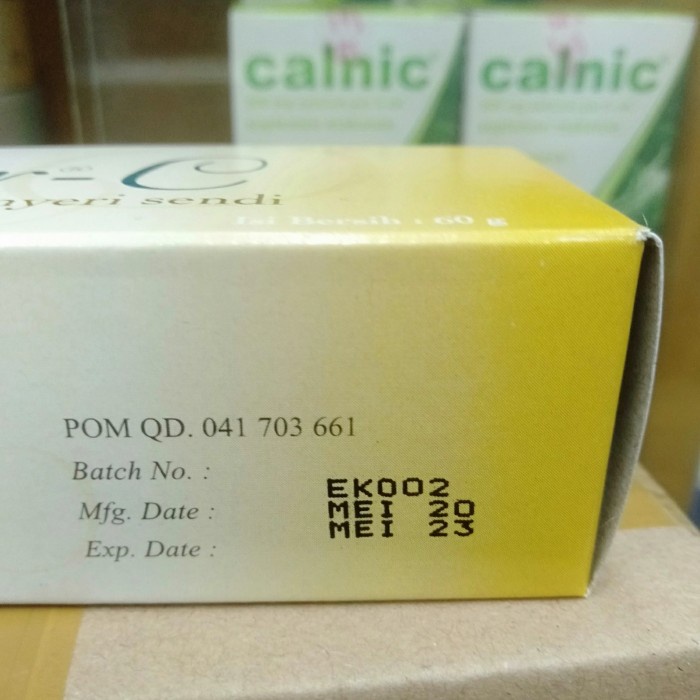 calnic calnic
- C
nyeri sendi
Isi Bersih : 60 g
POM QD. 041 703 661
Batch No. :
Mfg. Date :
Exp. Date :
EK002
MEI 20
MEI 23